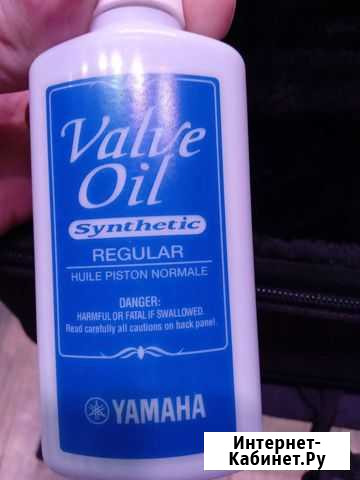 Valve
Oil
Synthetic
REGULAR
HUILE PISTON NORMALE
DANGER:
HARMFUL OR FATAL IF SWALLOWED.
Read carefully all cautions on back panel.
YAMAHA
Интернет-
Кабинет.Ру